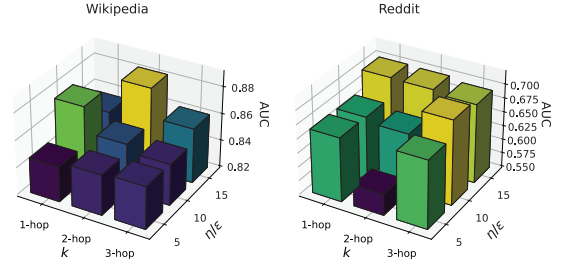 Wikipedia
0.88
0.86
0.84
0.82
AUC
15
10
5
η/ε
1-hop
2-hop
3-hop
k
Reddit
0.700
0.675
0.650
0.625
0.600
0.575
0.550
AUC
15
10
5
η/ε
1-hop
2-hop
3-hop
k